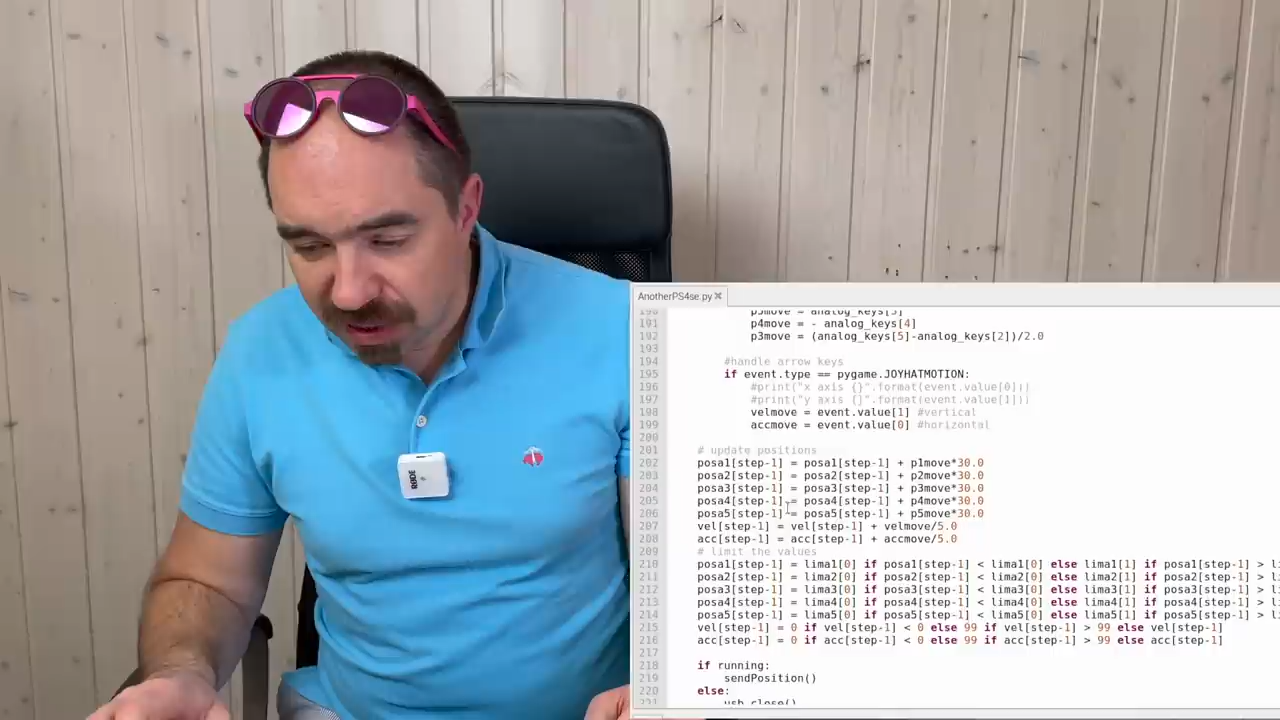 RØDE
AnotherPS4se.py
190 p5move = analog_keys[3]
191 p4move = - analog_keys[4]
192 p3move = (analog_keys[5]-analog_keys[2])/2.0
193
194 #handle arrow keys
195 if event.type == pygame.JOYHATMOTION:
196 #print("x axis {}".format(event.value[0]))
197 #print("y axis {}".format(event.value[1]))
198 velmove = event.value[1] #vertical
199 accmove = event.value[0] #horizontal
200
201 # update positions
202 posa1[step-1] = posa1[step-1] + p1move*30.0
203 posa2[step-1] = posa2[step-1] + p2move*30.0
204 posa3[step-1] = posa3[step-1] + p3move*30.0
205 posa4[step-1] = posa4[step-1] + p4move*30.0
206 posa5[step-1] = posa5[step-1] + p5move*30.0
207 vel[step-1] = vel[step-1] + velmove/5.0
208 acc[step-1] = acc[step-1] + accmove/5.0
209 # limit the values
210 posa1[step-1] = lima1[0] if posa1[step-1] < lima1[0] else lima1[1] if posa1[step-1] > li
211 posa2[step-1] = lima2[0] if posa2[step-1] < lima2[0] else lima2[1] if posa2[step-1] > li
212 posa3[step-1] = lima3[0] if posa3[step-1] < lima3[0] else lima3[1] if posa3[step-1] > li
213 posa4[step-1] = lima4[0] if posa4[step-1] < lima4[0] else lima4[1] if posa4[step-1] > li
214 posa5[step-1] = lima5[0] if posa5[step-1] < lima5[0] else lima5[1] if posa5[step-1] > li
215 vel[step-1] = 0 if vel[step-1] < 0 else 99 if vel[step-1] > 99 else vel[step-1]
216 acc[step-1] = 0 if acc[step-1] < 0 else 99 if acc[step-1] > 99 else acc[step-1]
217
218 if running:
219 sendPosition()
220 else:
221 usb.close()